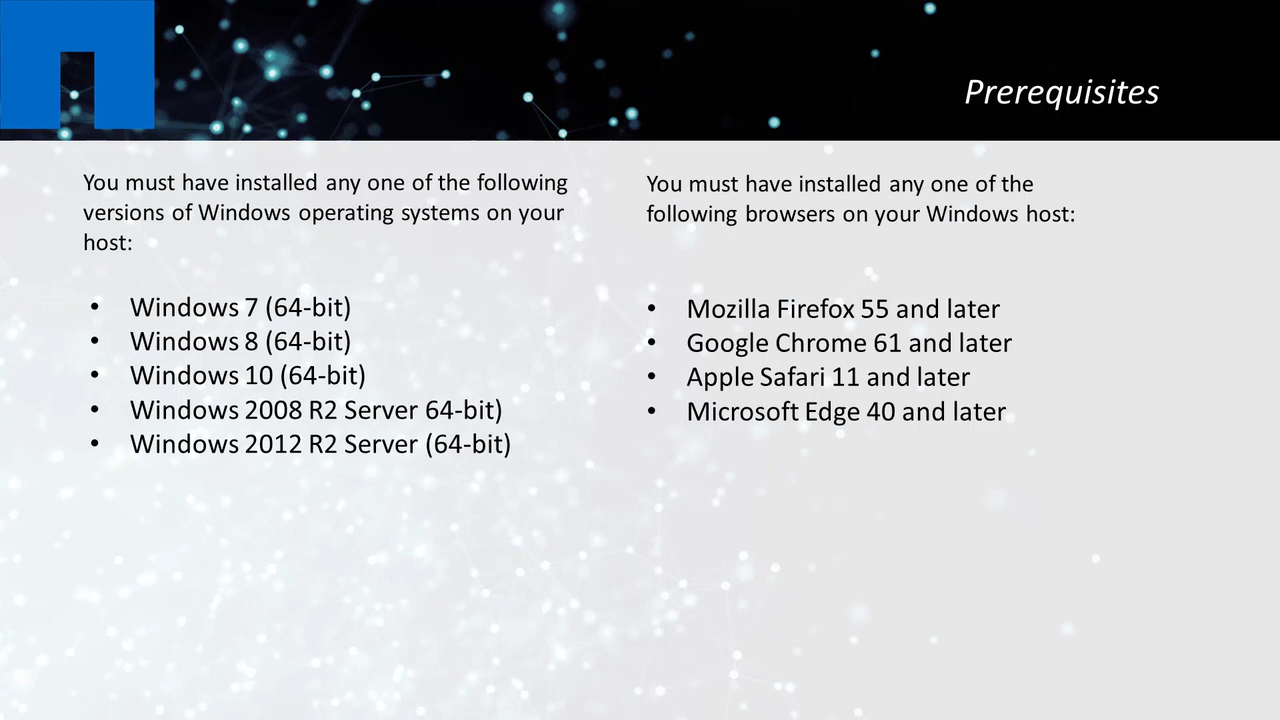 Prerequisites
You must have installed any one of the following
versions of Windows operating systems on your
host:
• Windows 7 (64-bit)
• Windows 8 (64-bit)
• Windows 10 (64-bit)
• Windows 2008 R2 Server 64-bit)
• Windows 2012 R2 Server (64-bit)
You must have installed any one of the
following browsers on your Windows host:
• Mozilla Firefox 55 and later
• Google Chrome 61 and later
• Apple Safari 11 and later
• Microsoft Edge 40 and later